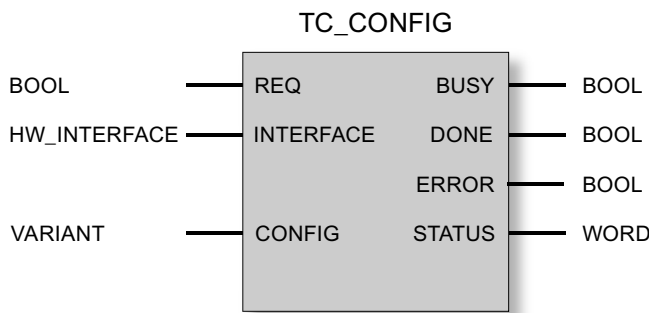 TC_CONFIG
BOOL REQ BUSY BOOL
HW_INTERFACE INTERFACE DONE BOOL
ERROR BOOL
VARIANT CONFIG STATUS WORD